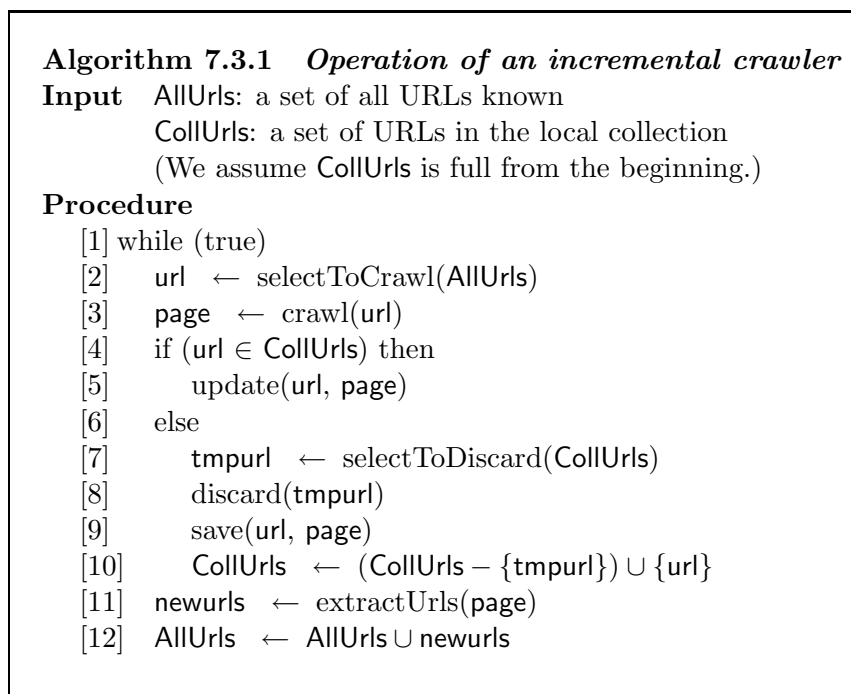 Algorithm 7.3.1 Operation of an incremental crawler
Input AllUrls: a set of all URLs known
CollUrls: a set of URLs in the local collection
(We assume CollUrls is full from the beginning.)
Procedure
[1] while (true)
[2] url ← selectToCrawl(AllUrls)
[3] page ← crawl(url)
[4] if (url ∈ CollUrls) then
[5] update(url, page)
[6] else
[7] tmpurl ← selectToDiscard(CollUrls)
[8] discard(tmpurl)
[9] save(url, page)
[10] CollUrls ← (CollUrls − {tmpurl}) ∪ {url}
[11] newurls ← extractUrls(page)
[12] AllUrls ← AllUrls ∪ newurls